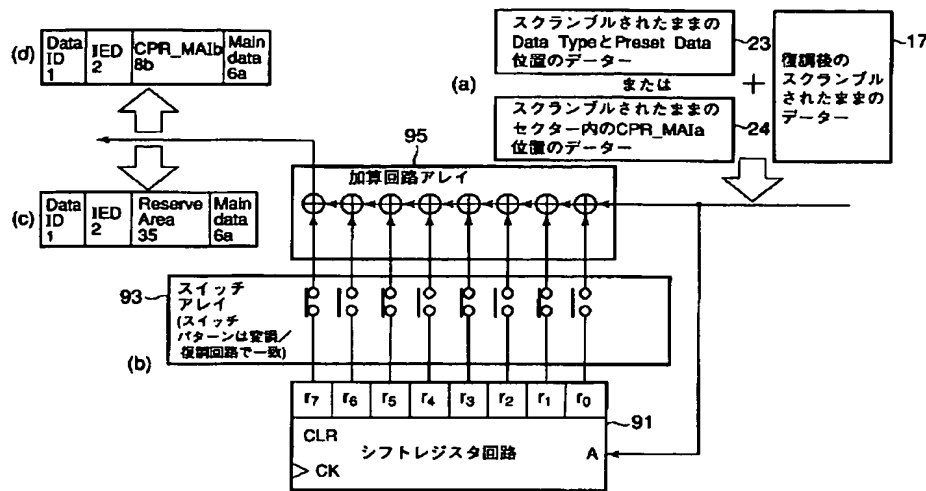 (d)
Data ID 1
IED 2
CPR_MAIb 8b
Main data 6a
(a)
スクランブルされたままの
Data TypeとPreset Data
位置のデーター
23
または
スクランブルされたままの
セクター内のCPR_MAIa
位置のデーター
24
+
17
復調後の
スクランブル
されたままの
データー
95
加算回路アレイ
(c)
Data ID 1
IED 2
Reserve Area 35
Main data 6a
93
スイッチ
アレイ
(スイッチ
パターンは変調/
復調回路で一致)
(b)
r7 r6 r5 r4 r3 r2 r1 r0
91
CLR
シフトレジスタ回路
A
CK